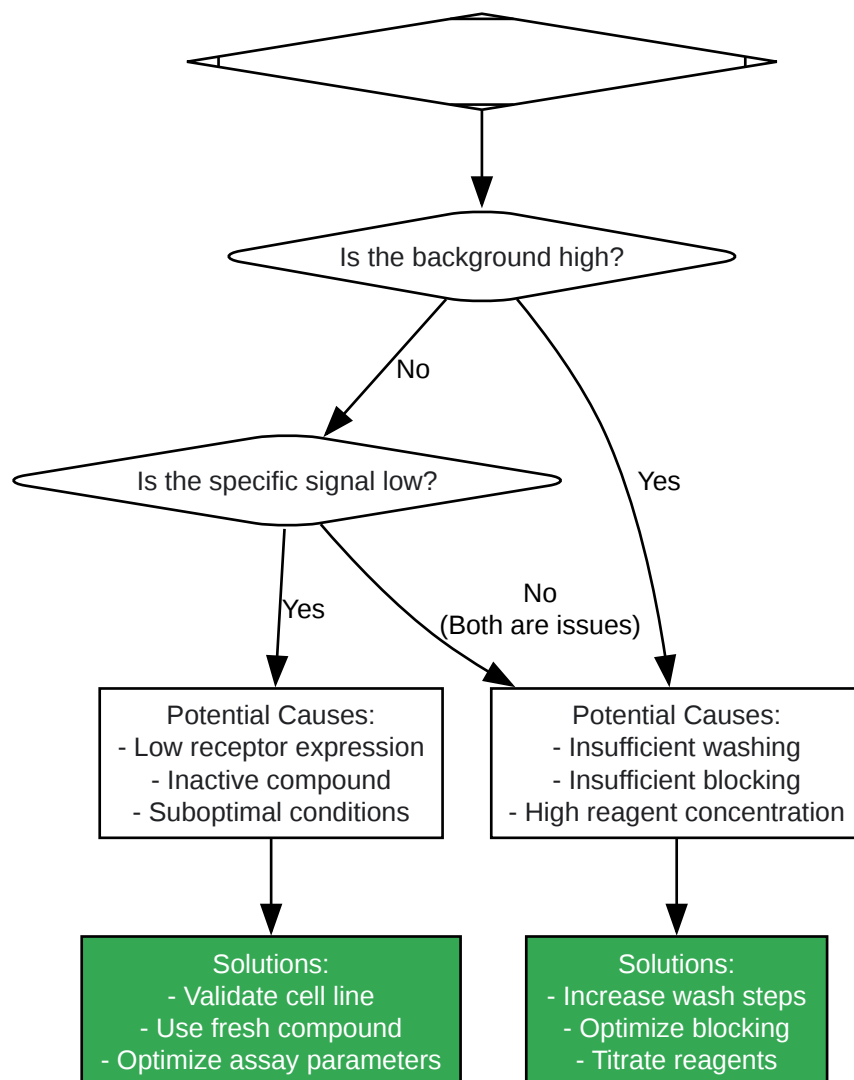 Is the background high?
No
Is the specific signal low?
Yes
Yes
No
(Both are issues)
Potential Causes:
- Low receptor expression
- Inactive compound
- Suboptimal conditions
Potential Causes:
- Insufficient washing
- Insufficient blocking
- High reagent concentration
Solutions:
- Validate cell line
- Use fresh compound
- Optimize assay parameters
Solutions:
- Increase wash steps
- Optimize blocking
- Titrate reagents